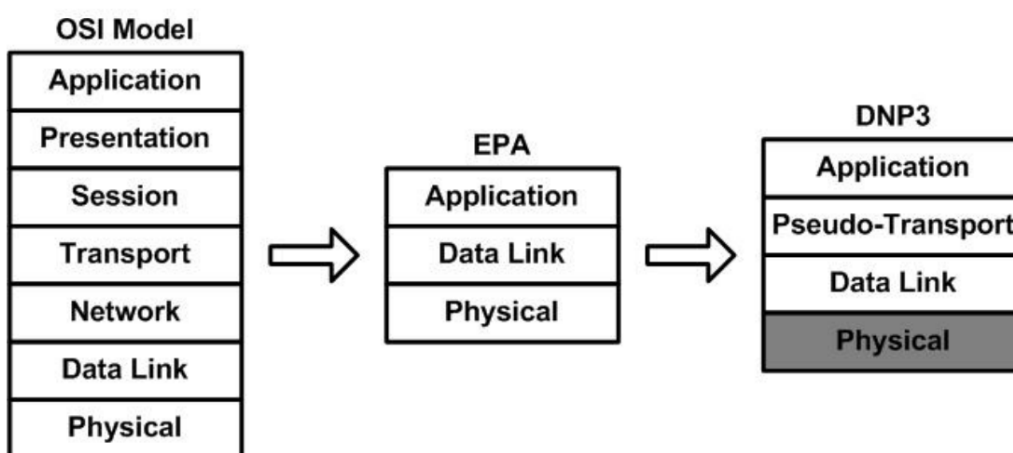 OSI Model
Application
Presentation
Session
Transport
Network
Data Link
Physical
EPA
Application
Data Link
Physical
DNP3
Application
Pseudo-Transport
Data Link
Physical